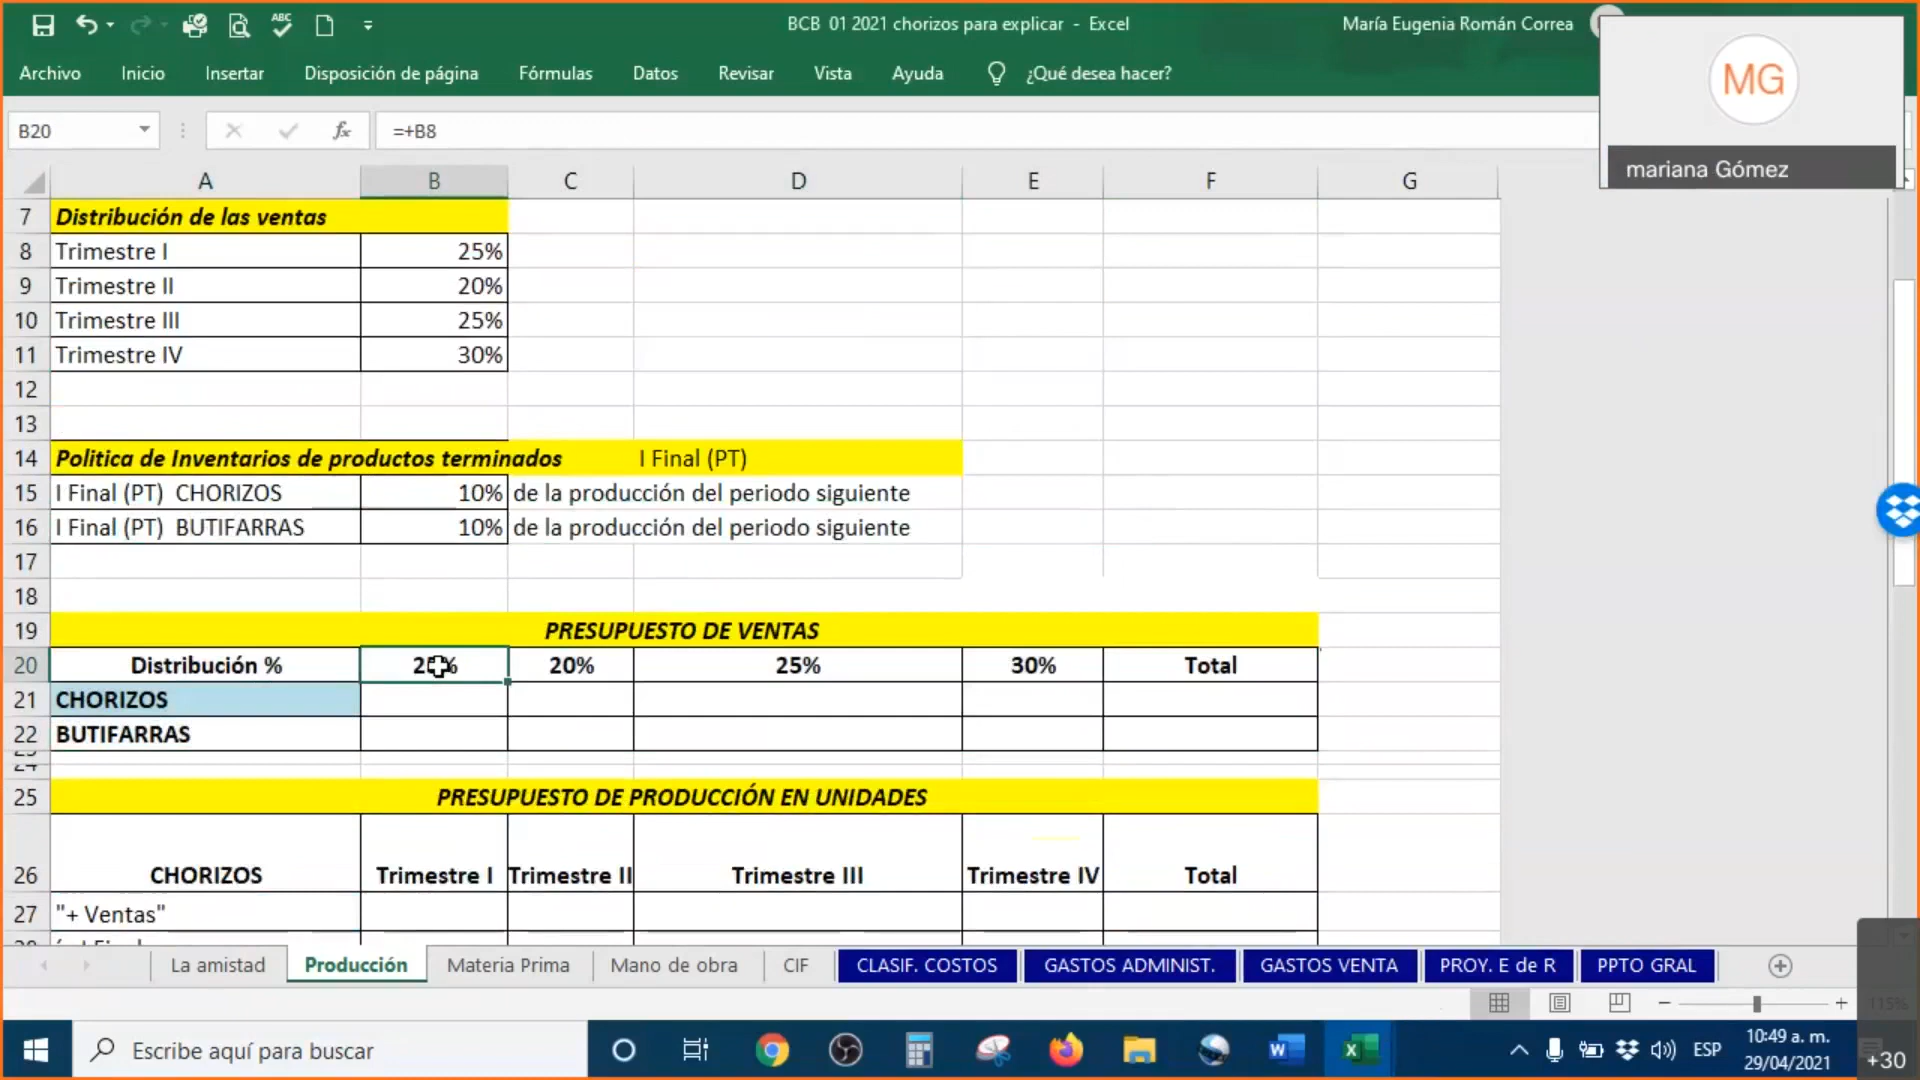 BCB 01 2021 chorizos para explicar - Excel
María Eugenia Román Correa
Archivo Inicio Insertar Disposición de página Fórmulas Datos Revisar Vista Ayuda ¿Qué desea hacer?
MG
mariana Gómez
B20 fx =+B8
A B C D E F G
7 Distribución de las ventas
8 Trimestre I 25%
9 Trimestre II 20%
10 Trimestre III 25%
11 Trimestre IV 30%
12
13
14 Politica de Inventarios de productos terminados I Final (PT)
15 I Final (PT) CHORIZOS 10% de la producción del periodo siguiente
16 I Final (PT) BUTIFARRAS 10% de la producción del periodo siguiente
17
18
19 PRESUPUESTO DE VENTAS
20 Distribución % 20% 25% 30% Total
21 CHORIZOS
22 BUTIFARRAS
24
25 PRESUPUESTO DE PRODUCCIÓN EN UNIDADES
26 CHORIZOS Trimestre I Trimestre II Trimestre III Trimestre IV Total
27 "+ Ventas"
La amistad Producción Materia Prima Mano de obra CIF CLASIF. COSTOS GASTOS ADMINIST. GASTOS VENTA PROY. E de R PPTO GRAL
115%
Escribe aquí para buscar
ESP
10:49 a. m.
29/04/2021
+30